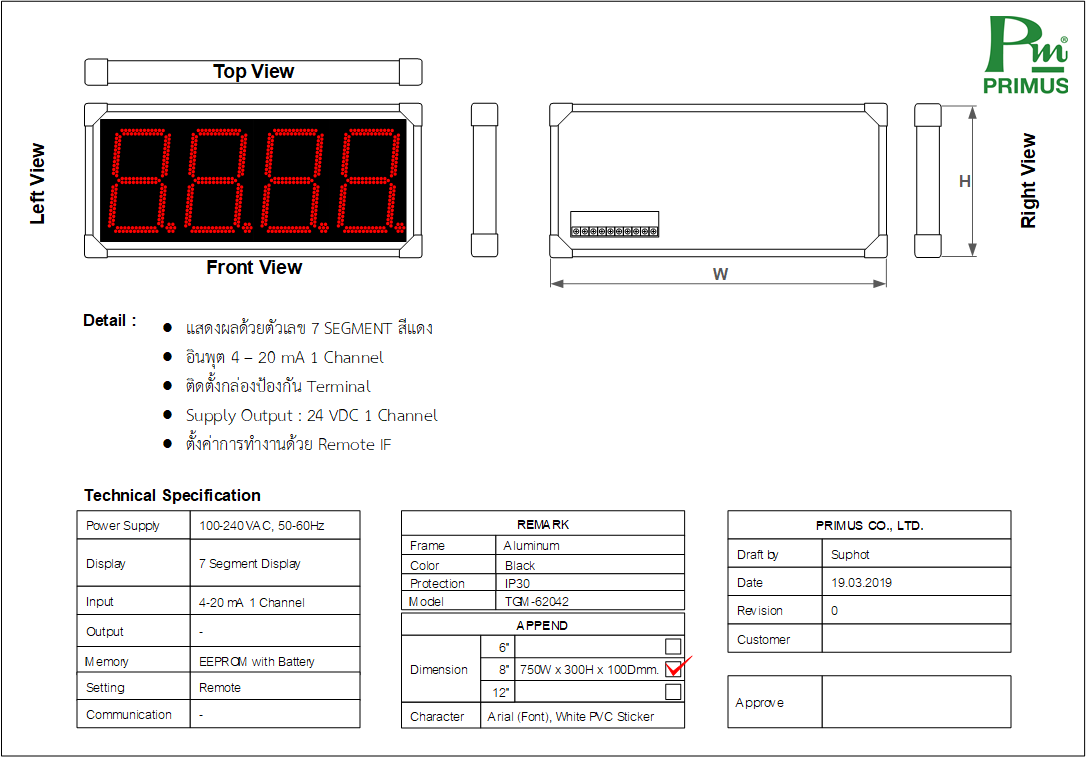 Pm®
PRIMUS
Top View
Left View
Front View
H
W
Right View
Detail :
● แสดงผลด้วยตัวเลข 7 SEGMENT สีแดง
● อินพุต 4 – 20 mA 1 Channel
● ติดตั้งกล่องป้องกัน Terminal
● Supply Output : 24 VDC 1 Channel
● ตั้งค่าการทำงานด้วย Remote IF
Technical Specification
Power Supply 100-240 VAC, 50-60Hz
Display 7 Segment Display
Input 4-20 mA 1 Channel
Output -
Memory EEPROM with Battery
Setting Remote
Communication -
REMARK
Frame Aluminum
Color Black
Protection IP30
Model TGM-62042
APPEND
Dimension
6"
8" 750W x 300H x 100Dmm.
12"
Character Arial (Font), White PVC Sticker
PRIMUS CO., LTD.
Draft by Suphot
Date 19.03.2019
Revision 0
Customer
Approve